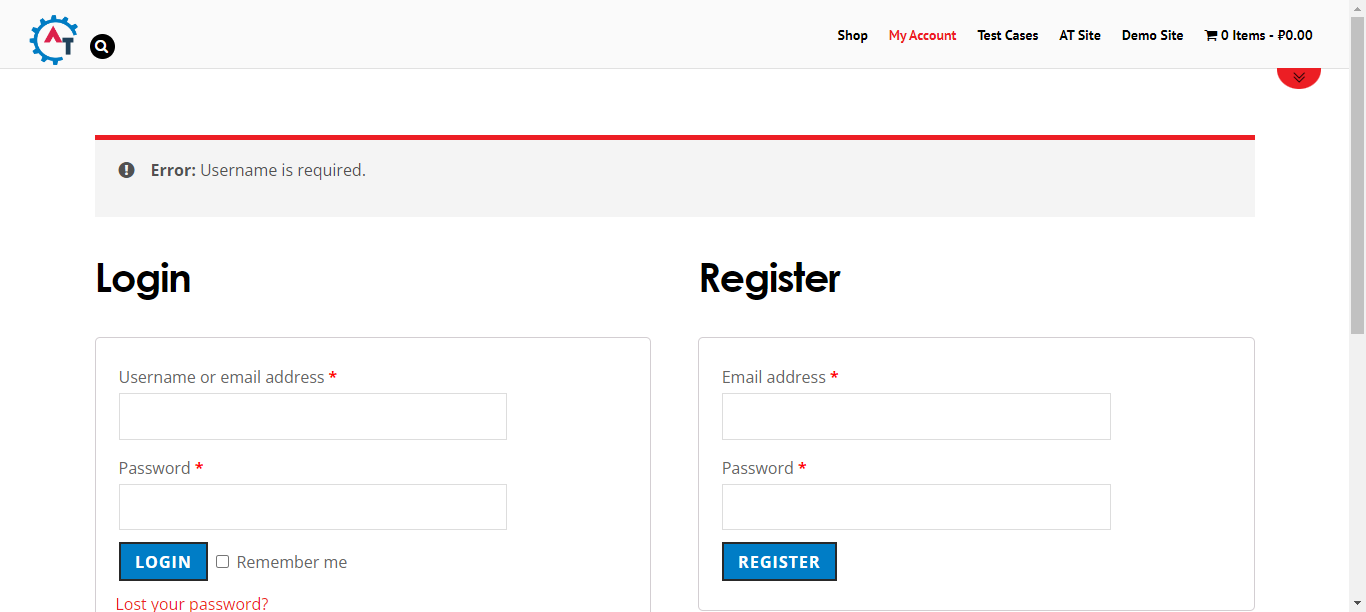 AT
Shop My Account Test Cases AT Site Demo Site 0 Items - ₽0.00
Error: Username is required.
Login
Register
Username or email address *
Password *
LOGIN Remember me
Lost your password?
Email address *
Password *
REGISTER